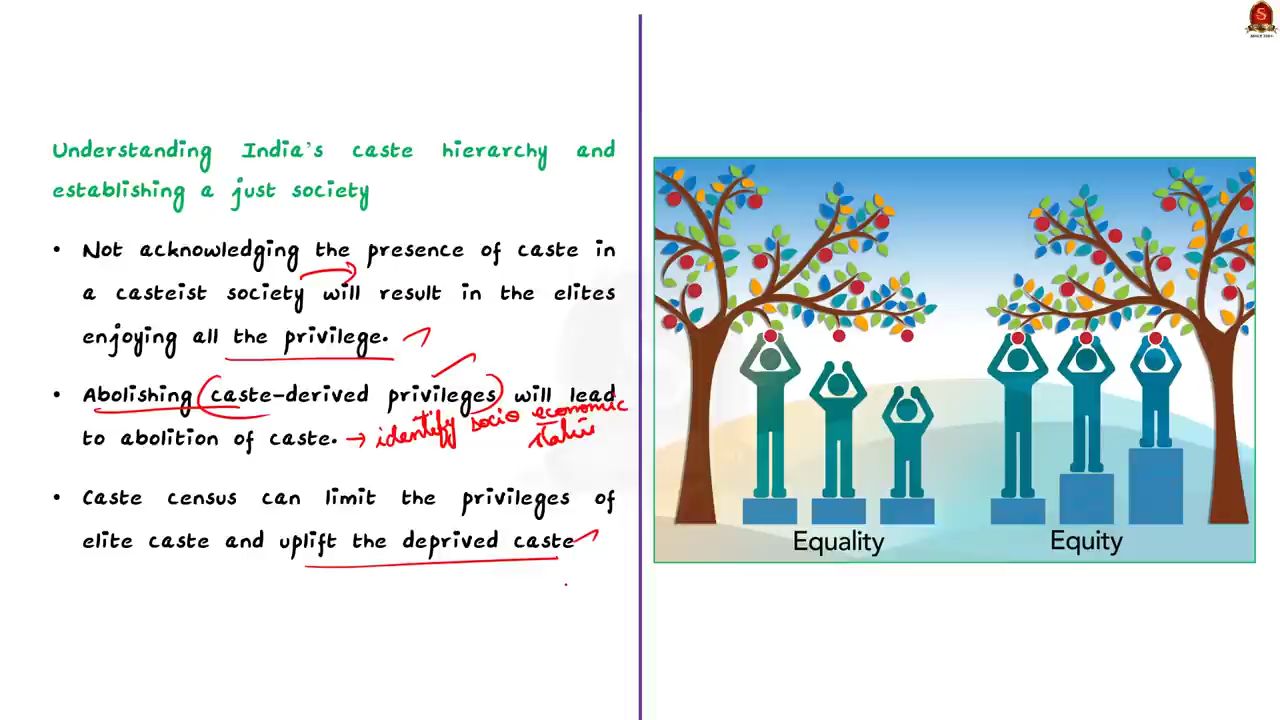 Understanding India's caste hierarchy and
establishing a just society
• Not acknowledging the presence of caste in
a casteist society will result in the elites
enjoying all the privilege.
• Abolishing caste-derived privileges will lead
to abolition of caste. → identify socio economic
status
• Caste census can limit the privileges of
elite caste and uplift the deprived caste
Equality
Equity